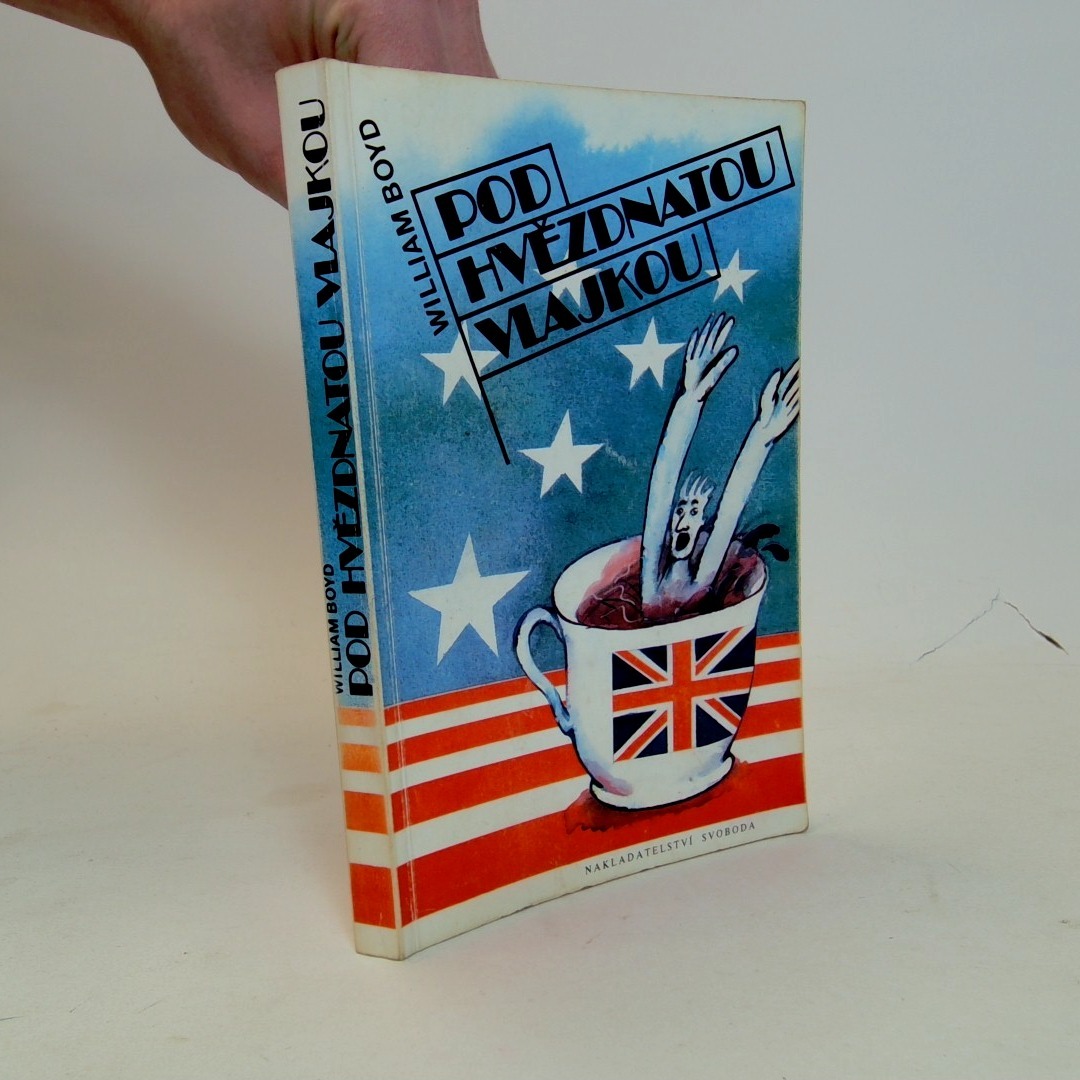 WILLIAM BOYD
POD
HVĚZDNATOU
VLAJKOU
NAKLADATELSTVÍ SVOBODA
WILLIAM BOYD
POD HVĚZDNATOU VLAJKOU